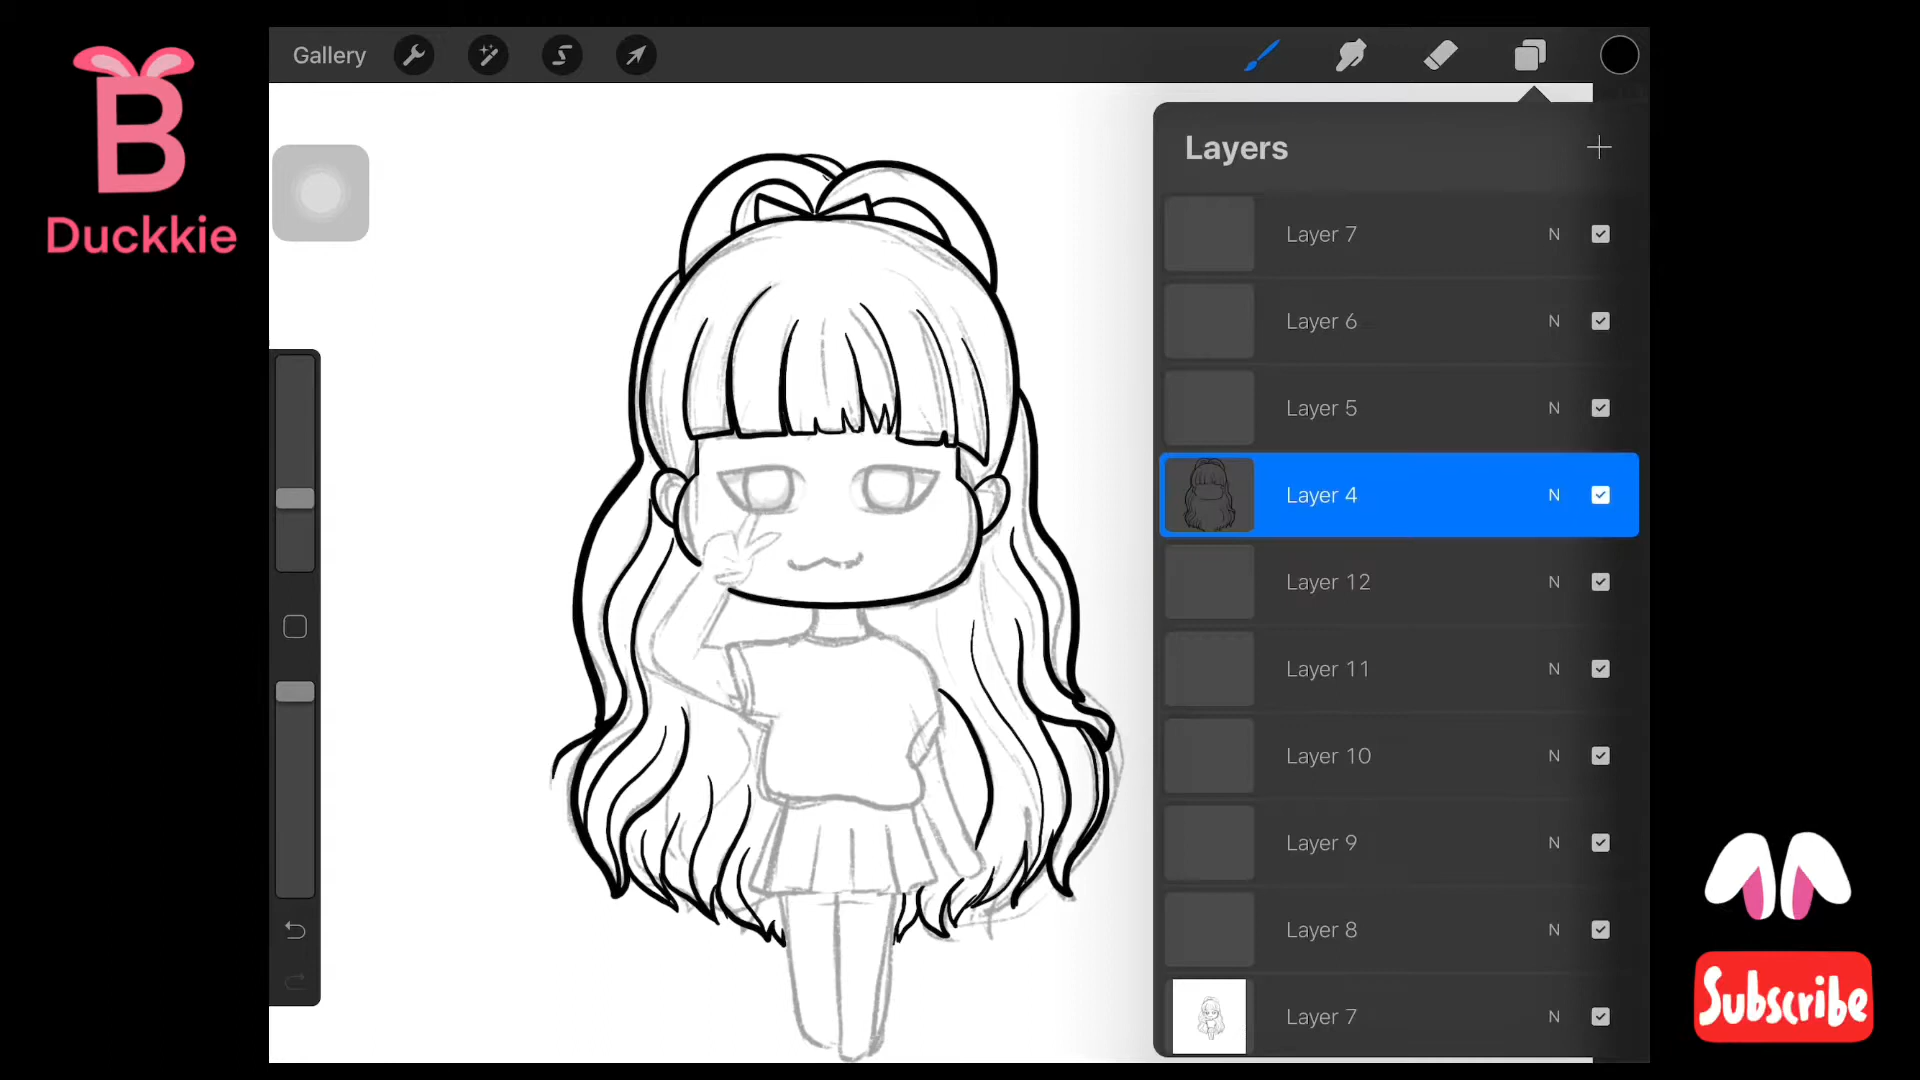 B
Duckkie
Gallery
Layers
Layer 7 N
Layer 6 N
Layer 5 N
Layer 4 N
Layer 12 N
Layer 11 N
Layer 10 N
Layer 9 N
Layer 8 N
Layer 7 N
Subscribe